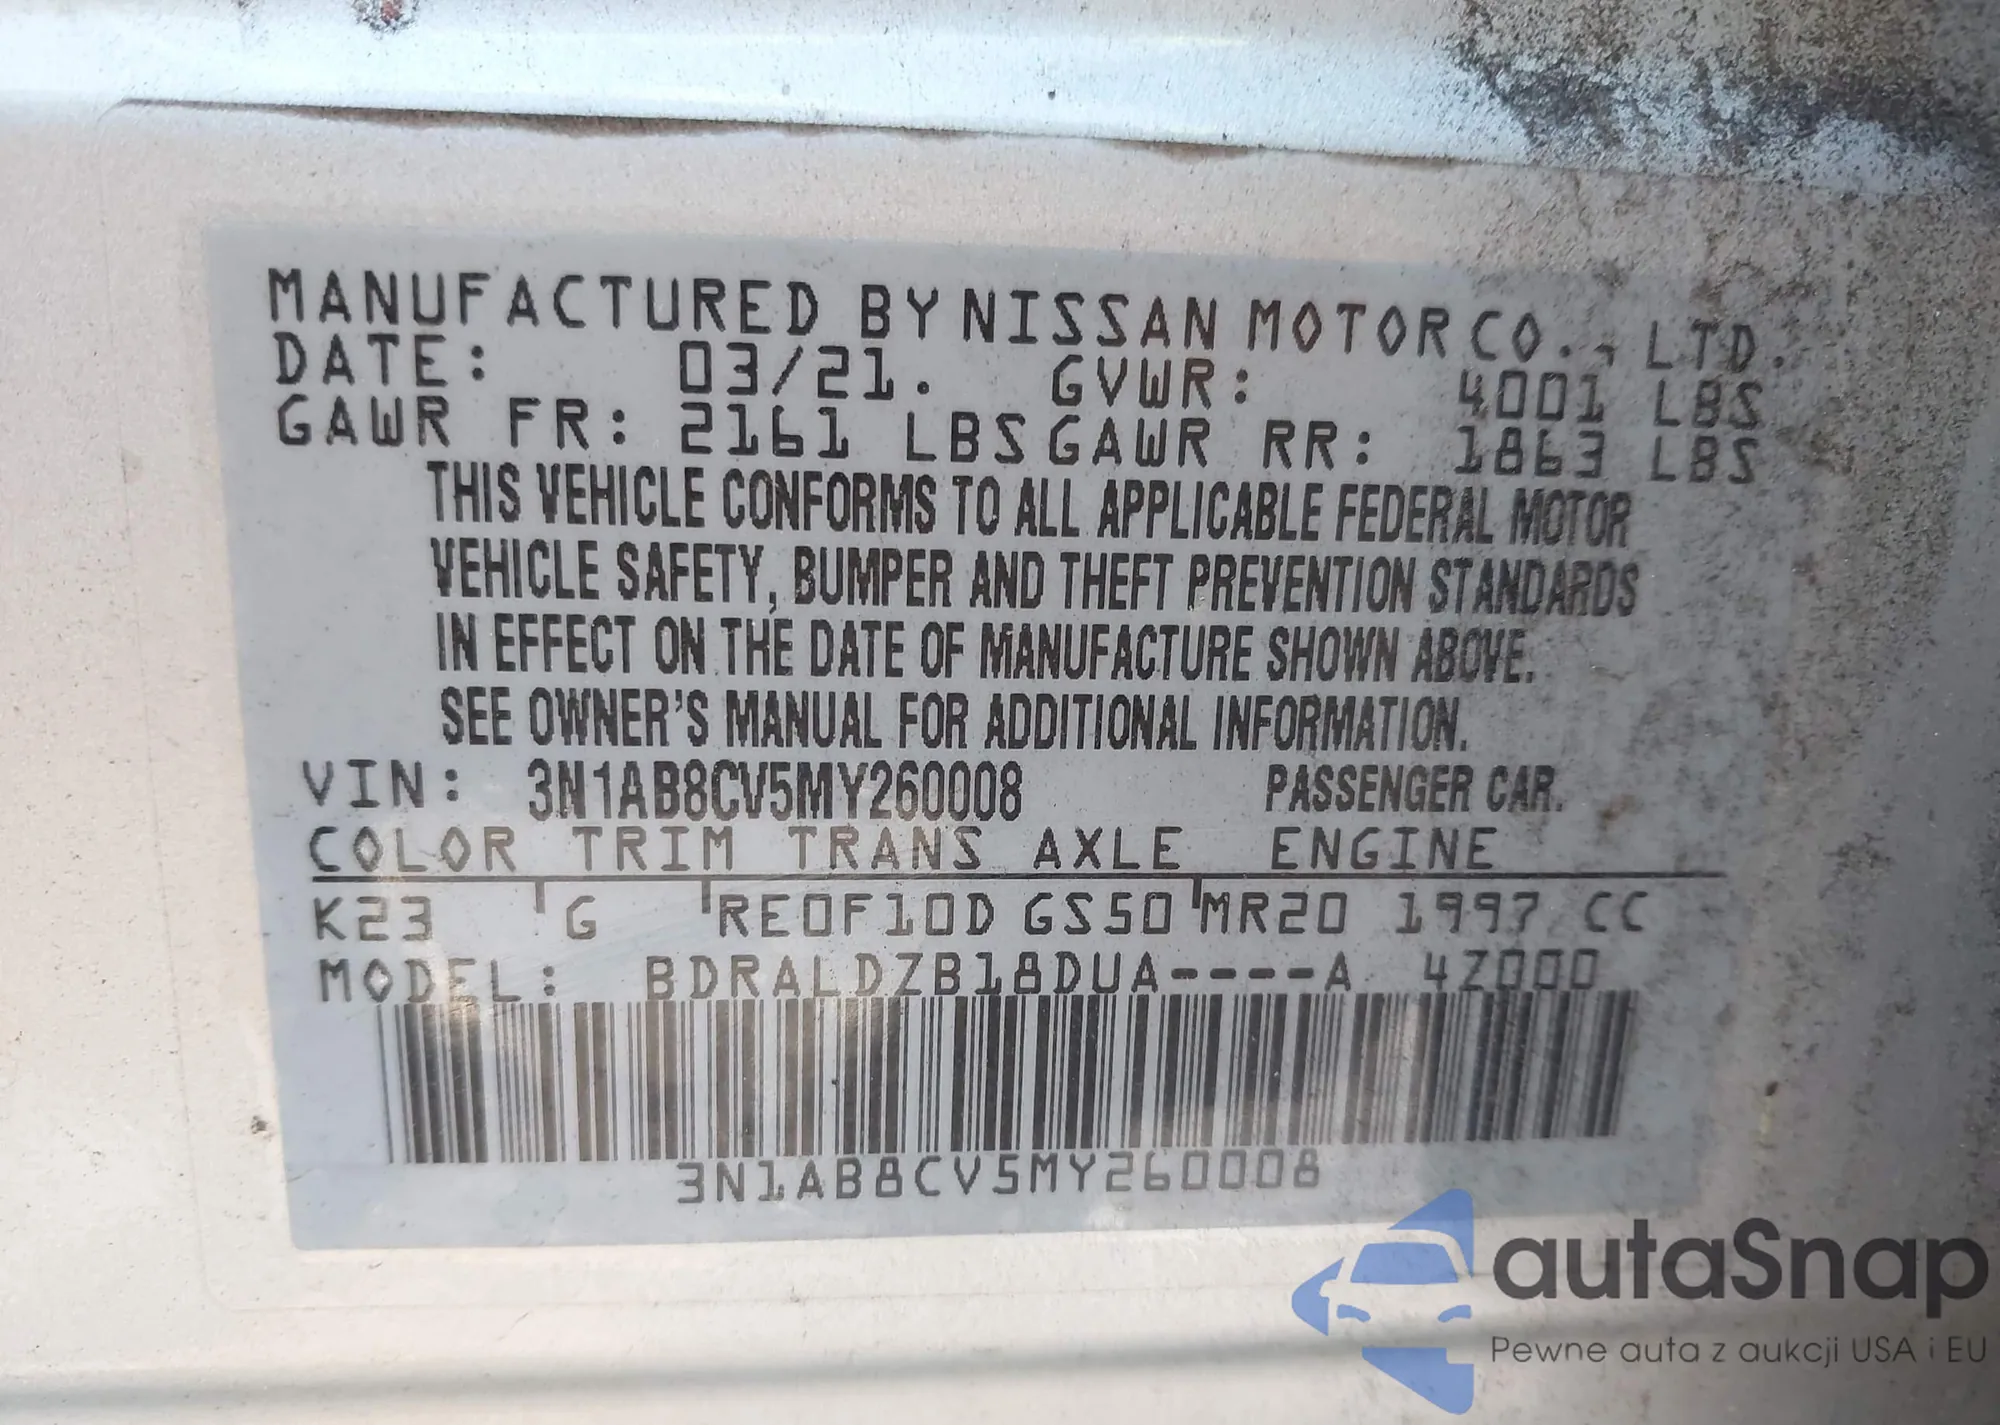 MANUFACTURED BY NISSAN MOTOR CO., LTD.
DATE: 03/21. GVWR: 4001 LBS
GAWR FR: 2161 LBS GAWR RR: 1863 LBS
THIS VEHICLE CONFORMS TO ALL APPLICABLE FEDERAL MOTOR
VEHICLE SAFETY, BUMPER AND THEFT PREVENTION STANDARDS
IN EFFECT ON THE DATE OF MANUFACTURE SHOWN ABOVE.
SEE OWNER'S MANUAL FOR ADDITIONAL INFORMATION.
VIN: 3N1AB8CV5MY260008 PASSENGER CAR.
COLOR TRIM TRANS AXLE ENGINE
K23 G RE0F10D GS50 MR20 1997 CC
MODEL: BDRALDZB18DUA----A 4Z000
3N1AB8CV5MY260008
autaSnap
Pewne auta z aukcji USA i EU